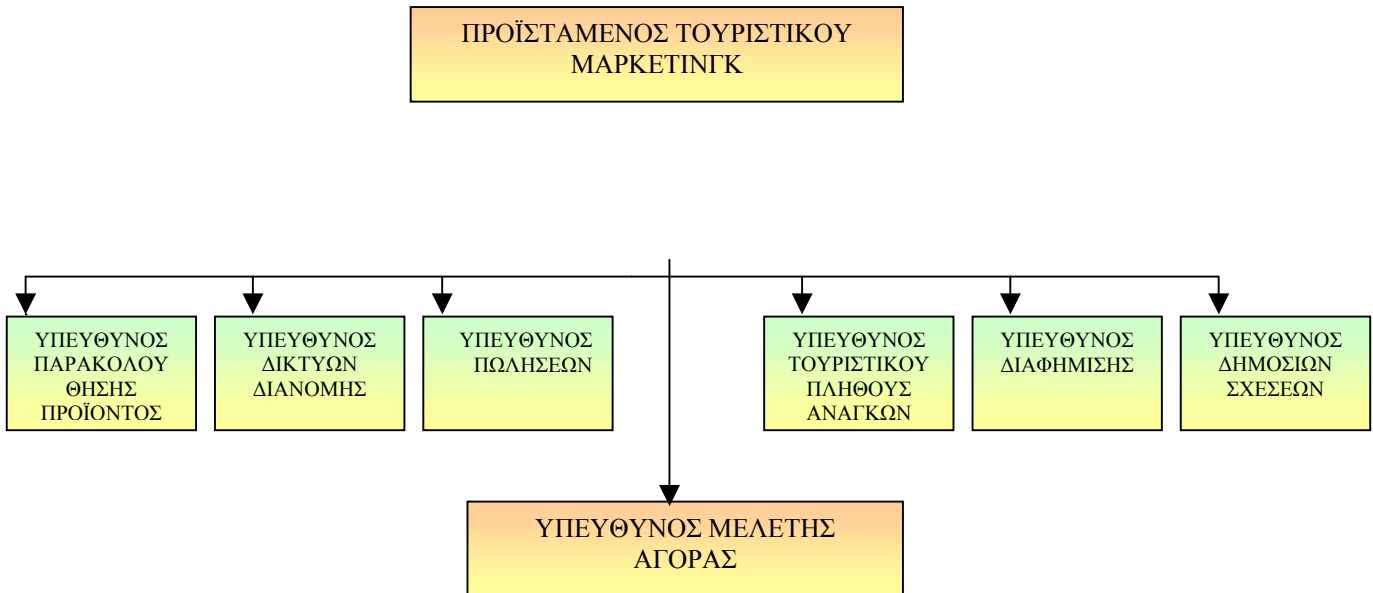 ΠΡΟΪΣΤΑΜΕΝΟΣ ΤΟΥΡΙΣΤΙΚΟΥ
ΜΑΡΚΕΤΙΝΓΚ
ΥΠΕΥΘΥΝΟΣ
ΠΑΡΑΚΟΛΟΥ
ΘΗΣΗΣ
ΠΡΟΪΟΝΤΟΣ
ΥΠΕΥΘΥΝΟΣ
ΔΙΚΤΥΩΝ
ΔΙΑΝΟΜΗΣ
ΥΠΕΥΘΥΝΟΣ
ΠΩΛΗΣΕΩΝ
ΥΠΕΥΘΥΝΟΣ
ΤΟΥΡΙΣΤΙΚΟΥ
ΠΛΗΘΟΥΣ
ΑΝΑΓΚΩΝ
ΥΠΕΥΘΥΝΟΣ
ΔΙΑΦΗΜΙΣΗΣ
ΥΠΕΥΘΥΝΟΣ
ΔΗΜΟΣΙΩΝ
ΣΧΕΣΕΩΝ
ΥΠΕΥΘΥΝΟΣ ΜΕΛΕΤΗΣ
ΑΓΟΡΑΣ